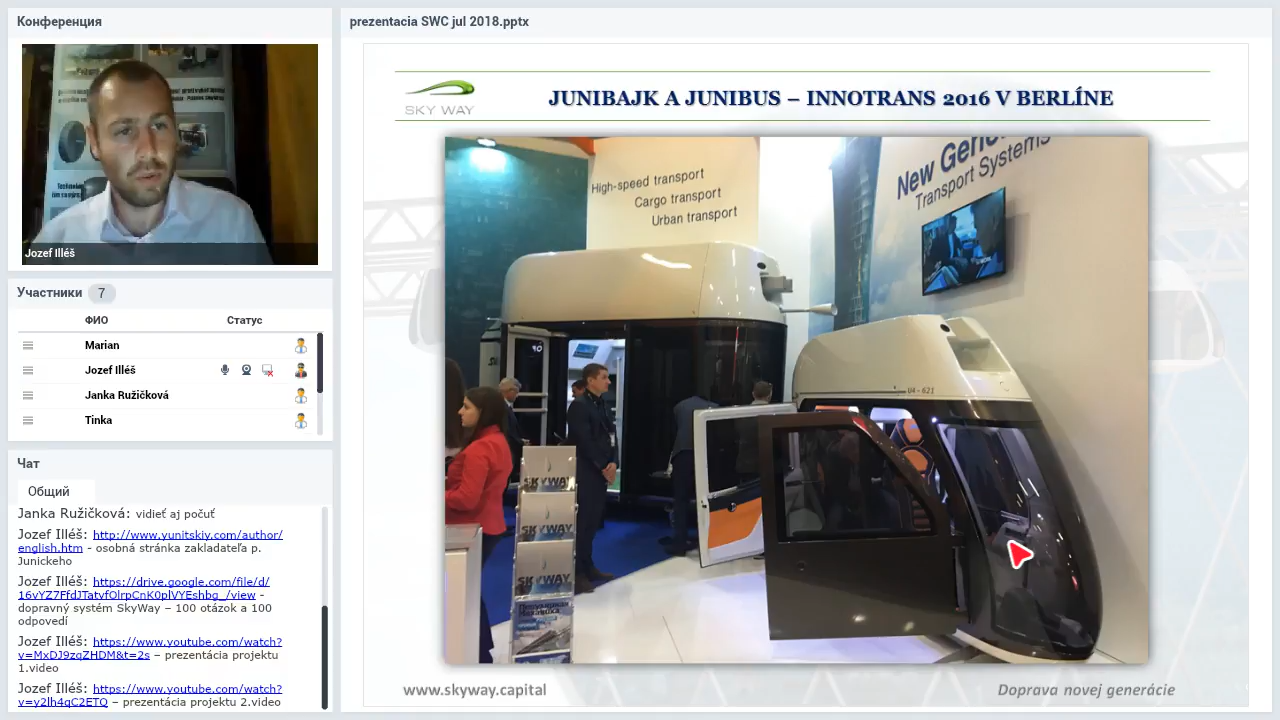 Конференция
Jozef Illéš
Участники 7
ФИО Статус
Marian
Jozef Illéš
Janka Ružičková
Tinka
Чат
Общий
Janka Ružičková: vidieť aj počuť
Jozef Illéš: http://www.yunitskiy.com/author/
english.htm - osobná stránka zakladateľa p.
Junickeho
Jozef Illéš: https://drive.google.com/file/d/
16vYZ7FfdJTatvfOlrpCnK0plVYEshbg_/view -
dopravný systém SkyWay – 100 otázok a 100
odpovedí
Jozef Illéš: https://www.youtube.com/watch?
v=MxDJ9zqZHDM&t=2s – prezentácia projektu
1.video
Jozef Illéš: https://www.youtube.com/watch?
v=y2lh4qC2ETQ – prezentácia projektu 2.video
prezentacia SWC jul 2018.pptx
SKY WAY
JUNIBAJK A JUNIBUS – INNOTRANS 2016 V BERLÍNE
High-speed transport
Cargo transport
Urban transport
New
Transport Systems
U4-621
SKYWAY
SKYWAY
SKYWAY
www.skyway.capital
Doprava novej generácie